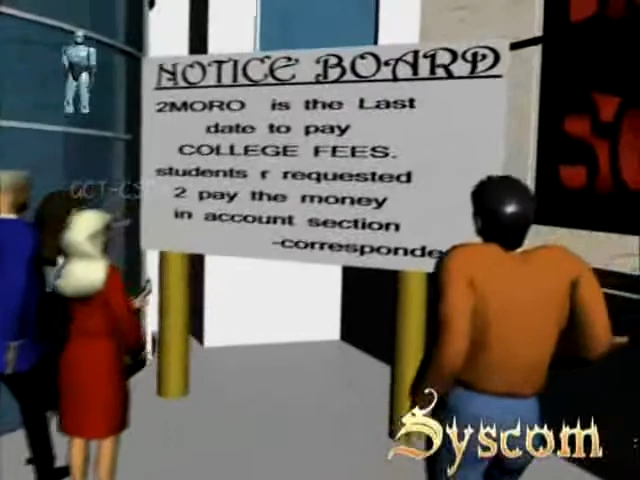 NOTICE BOARD
2MORO is the Last
date to pay
COLLEGE FEES.
students r requested
2 pay the money
in account section
-corresponde
Syscom